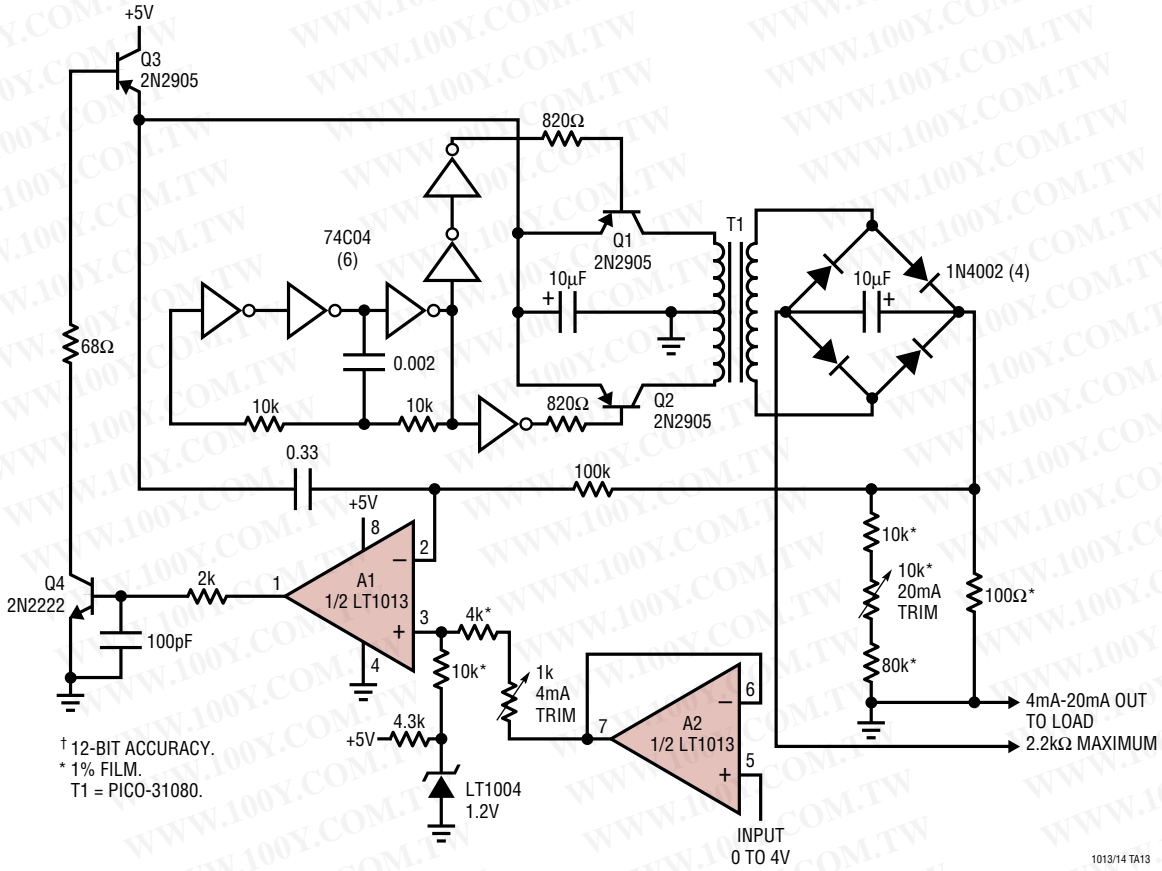 +5V
Q3
2N2905
820Ω
T1
Q1
2N2905
74C04
(6)
10µF
+
10µF
+
1N4002 (4)
68Ω
0.002
10k
10k
820Ω
Q2
2N2905
0.33
100k
+5V
8
2
–
A1
1/2 LT1013
1
3
+
4
Q4
2N2222
2k
100pF
4k*
10k*
1k
4mA
TRIM
10k*
10k*
20mA
TRIM
80k*
100Ω*
6
–
7
A2
1/2 LT1013
5
+
4.3k
+5V
LT1004
1.2V
4mA-20mA OUT
TO LOAD
2.2kΩ MAXIMUM
INPUT
0 TO 4V
† 12-BIT ACCURACY.
* 1% FILM.
T1 = PICO-31080.
1013/14 TA13
WWW.100Y.COM.TW